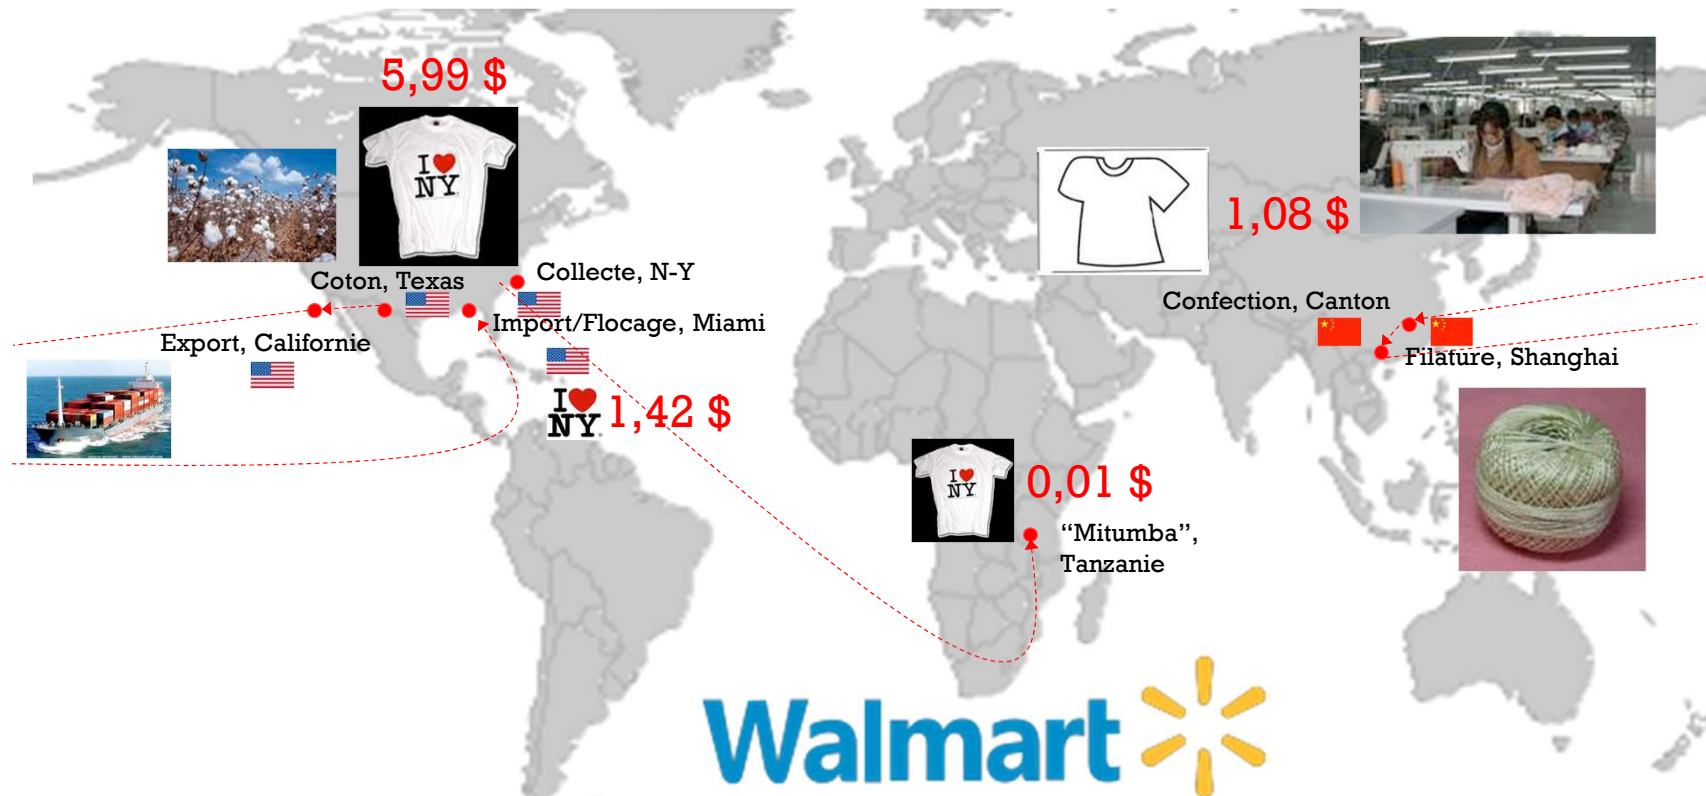 5,99 $
I ❤
NY
1,08 $
Coton, Texas
Collecte, N-Y
Import/Flocage, Miami
Export, Californie
Confection, Canton
Filature, Shanghai
I ❤
NY
1,42 $
I ❤
NY
0,01 $
“Mitumba”,
Tanzanie
Walmart